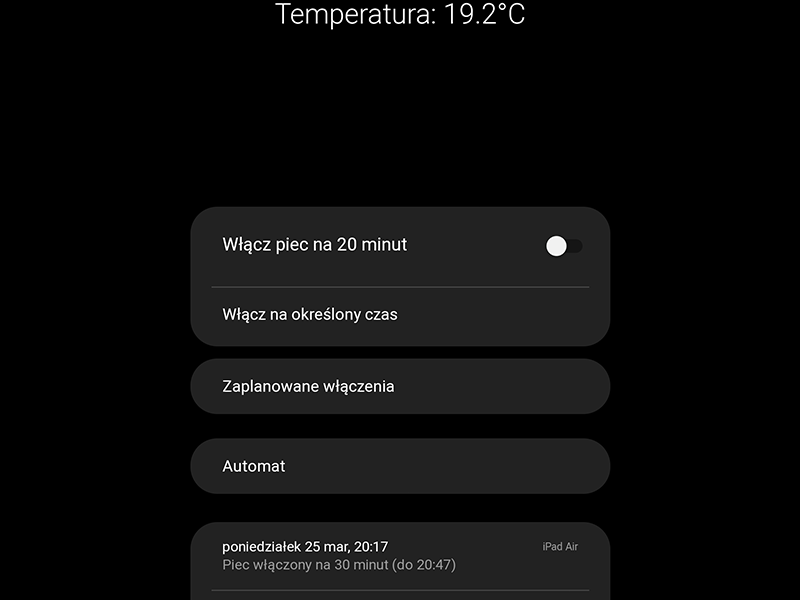 Temperatura: 19.2°C
Włącz piec na 20 minut
Włącz na określony czas
Zaplanowane włączenia
Automat
poniedziałek 25 mar, 20:17
iPad Air
Piec włączony na 30 minut (do 20:47)